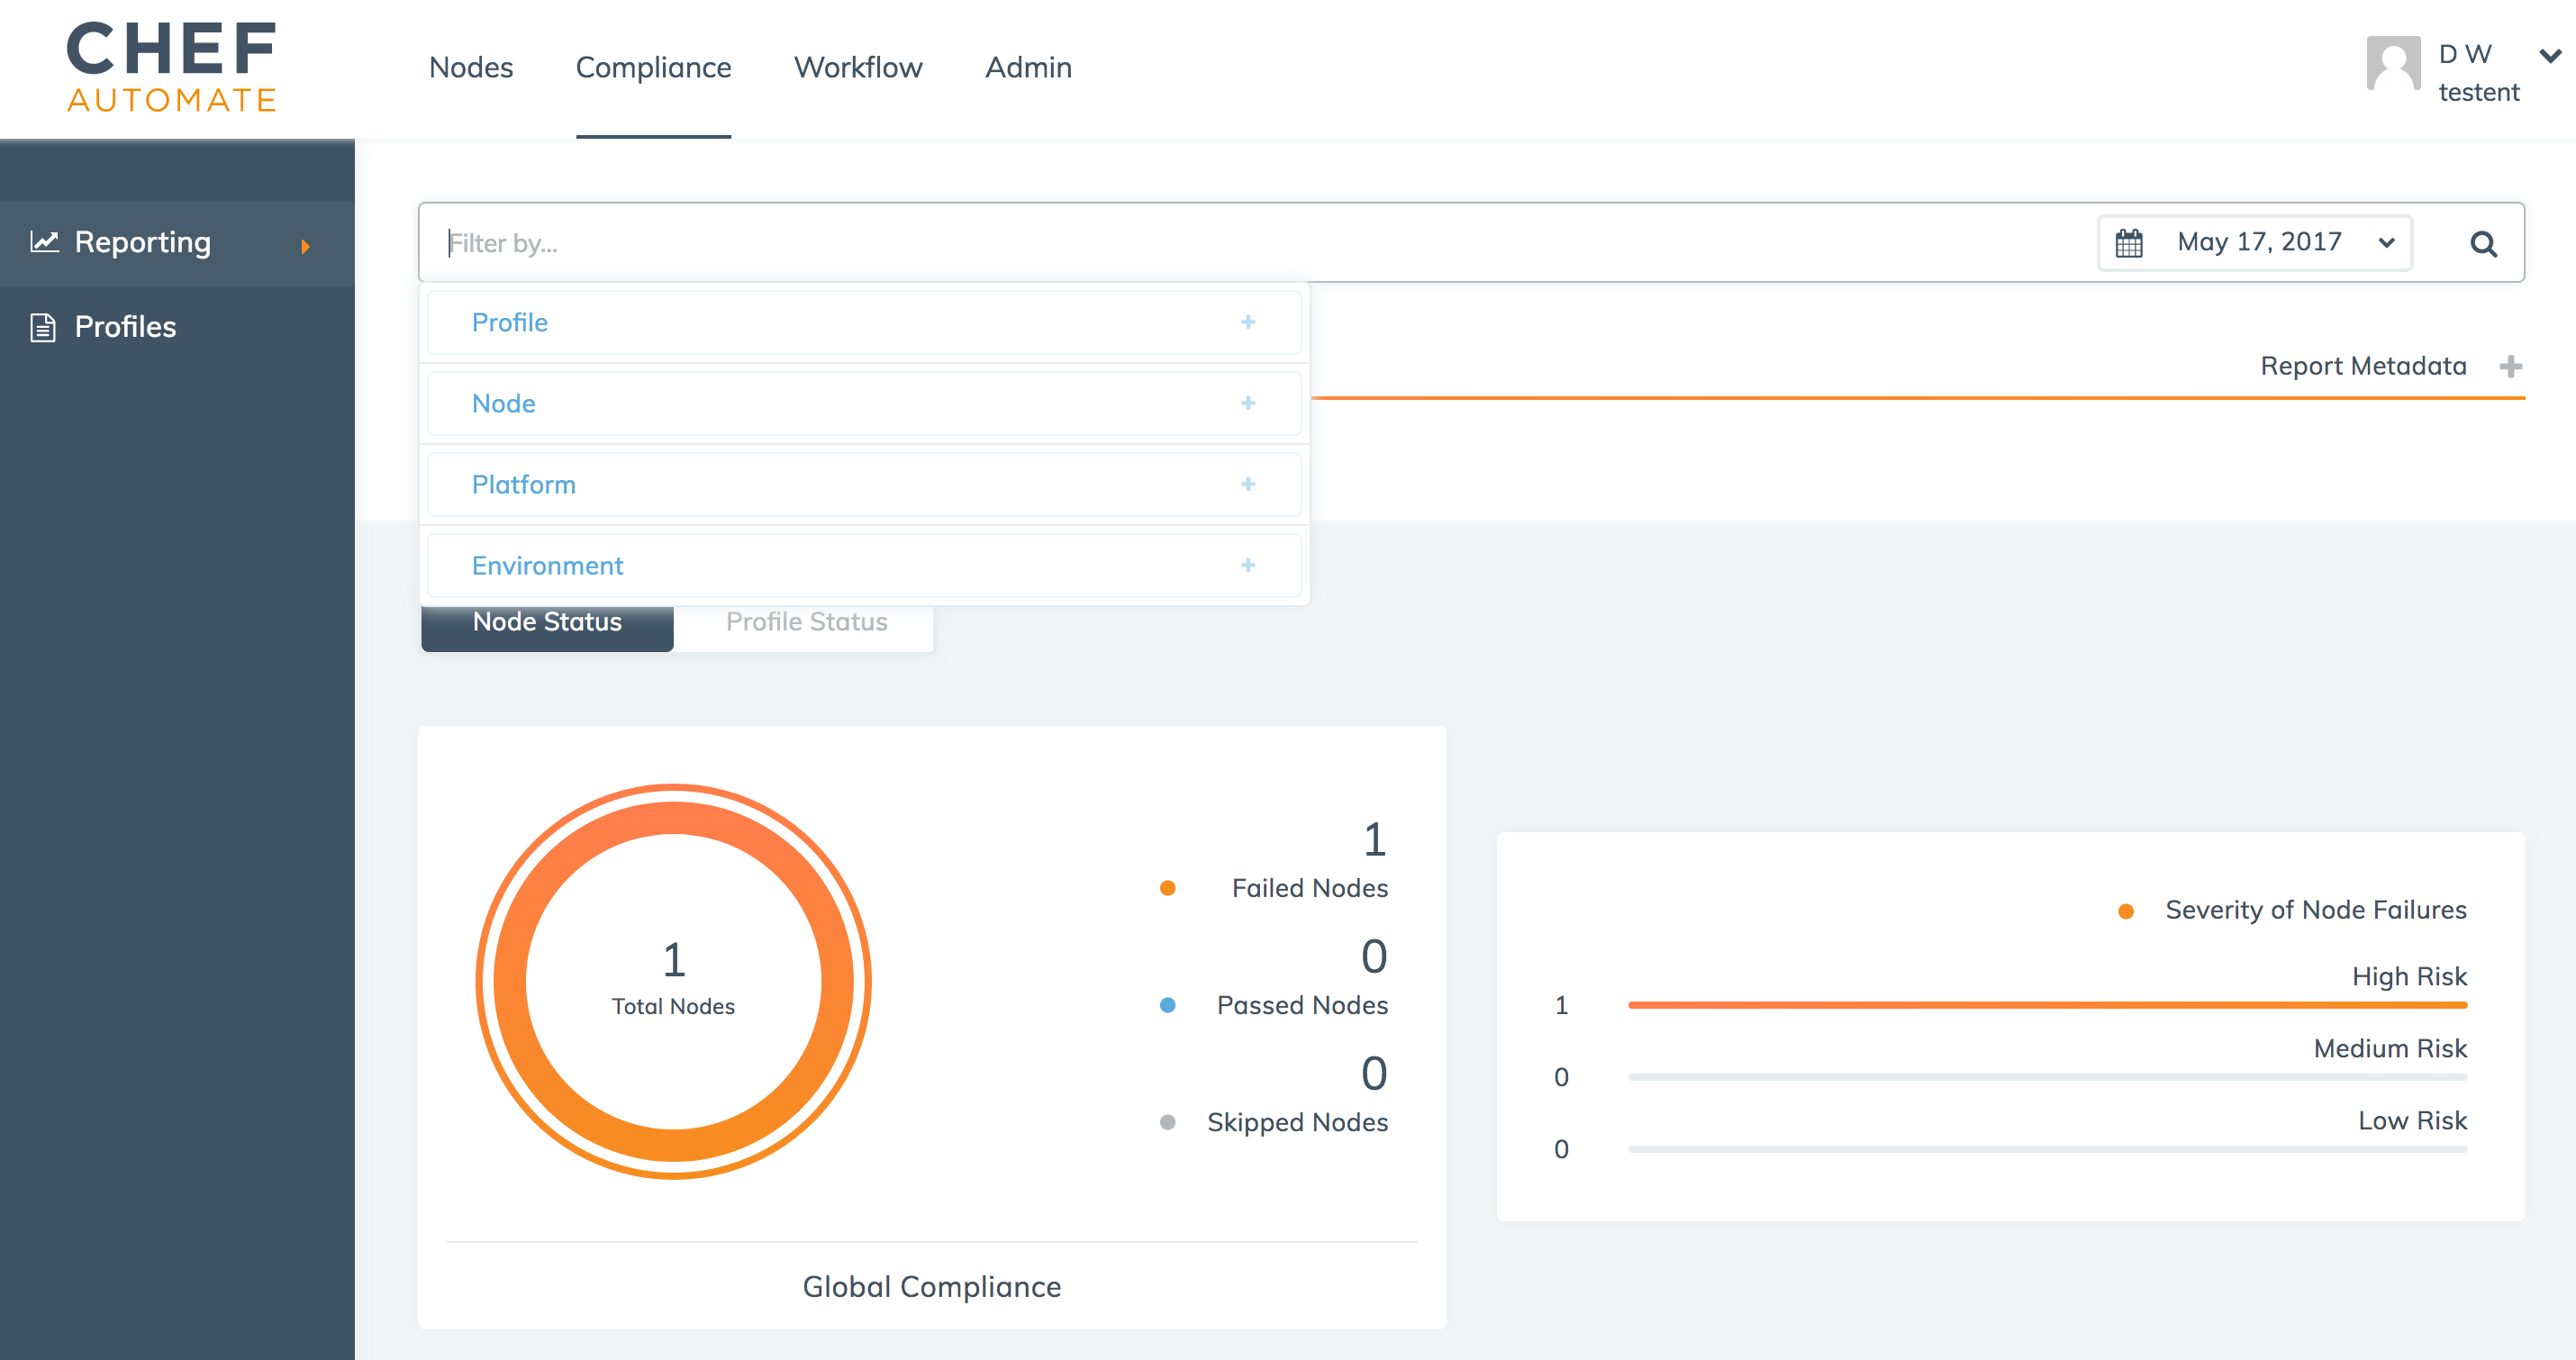 CHEF
AUTOMATE
Nodes
Compliance
Workflow
Admin
D W
testent
Reporting
Profiles
Filter by...
May 17, 2017
Profile
Node
Platform
Environment
Report Metadata
Node Status
Profile Status
1
Total Nodes
1
Failed Nodes
0
Passed Nodes
0
Skipped Nodes
Global Compliance
Severity of Node Failures
High Risk
1
Medium Risk
0
Low Risk
0